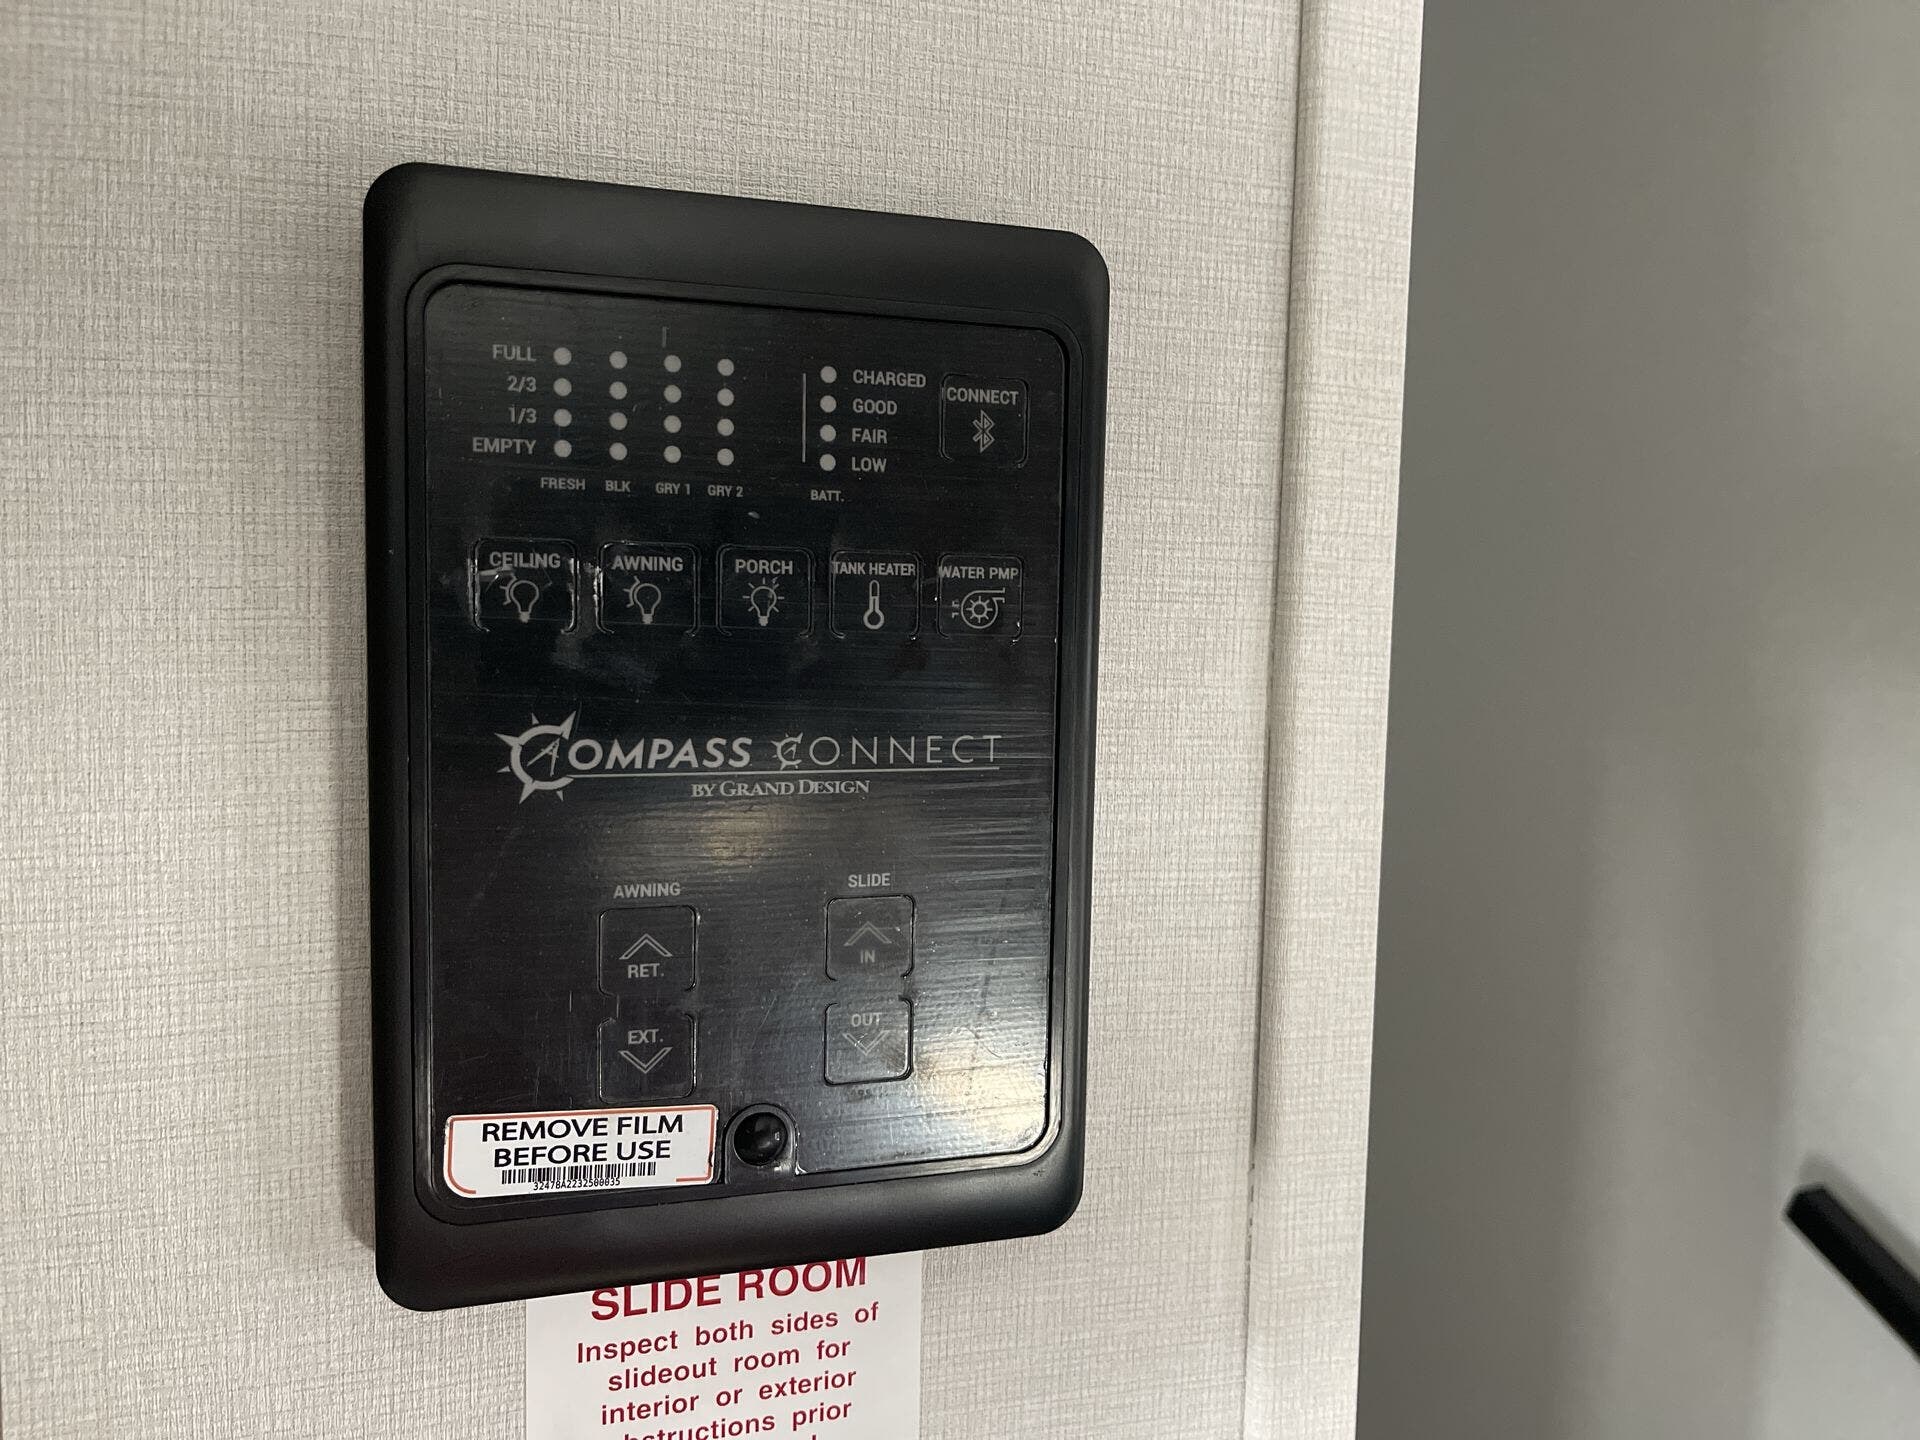 FULL
2/3
1/3
EMPTY
FRESH BLK GRY 1 GRY 2
CHARGED
GOOD
FAIR
LOW
BATT.
CONNECT
CEILING AWNING PORCH TANK HEATER WATER PMP
COMPASS CONNECT
BY GRAND DESIGN
AWNING
RET.
EXT.
SLIDE
IN
OUT
REMOVE FILM
BEFORE USE
32478A2232500035
SLIDE ROOM
Inspect both sides of
slideout room for
interior or exterior
prior